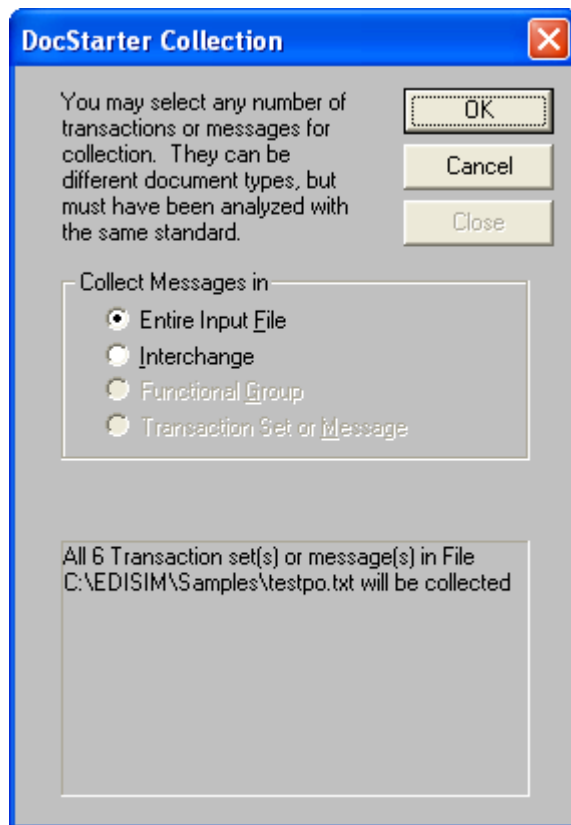 DocStarter Collection
You may select any number of
transactions or messages for
collection. They can be
different document types, but
must have been analyzed with
the same standard.
OK
Cancel
Close
Collect Messages in
Entire Input File
Interchange
Functional Group
Transaction Set or Message
All 6 Transaction set(s) or message(s) in File
C:\EDISIM\Samples\testpo.txt will be collected